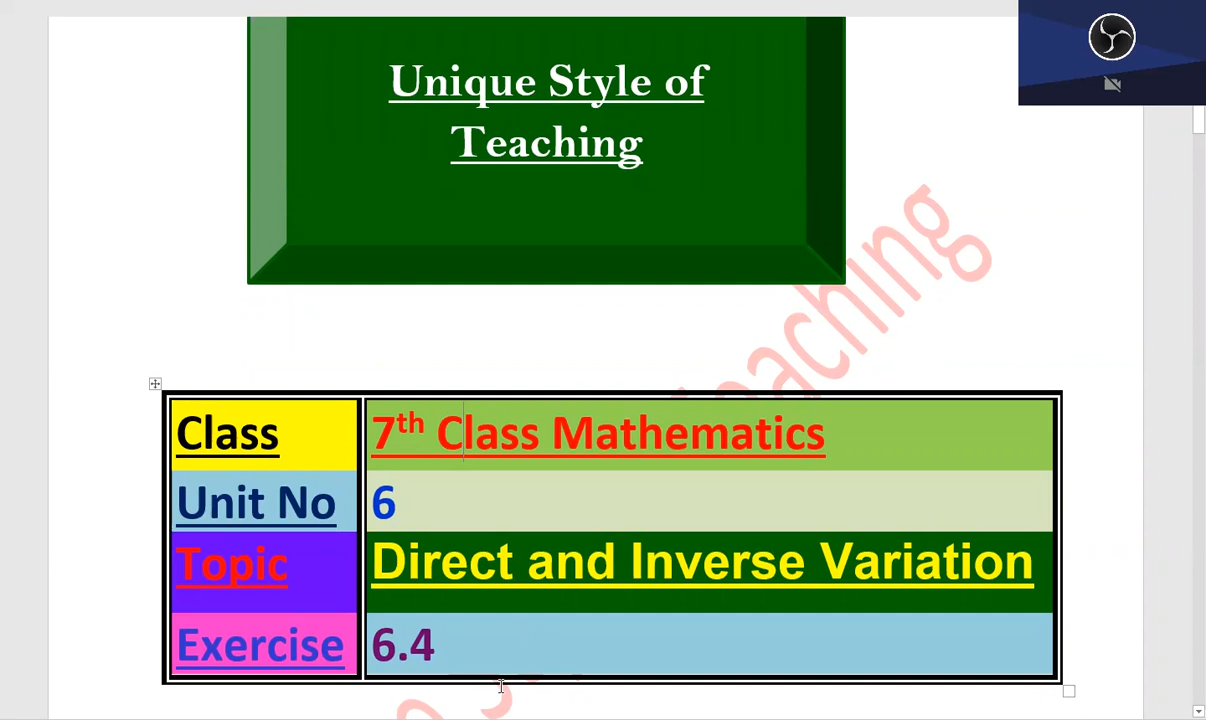 Unique Style of
Teaching
Teaching
Class 7th Class Mathematics
Unit No 6
Topic Direct and Inverse Variation
Exercise 6.4